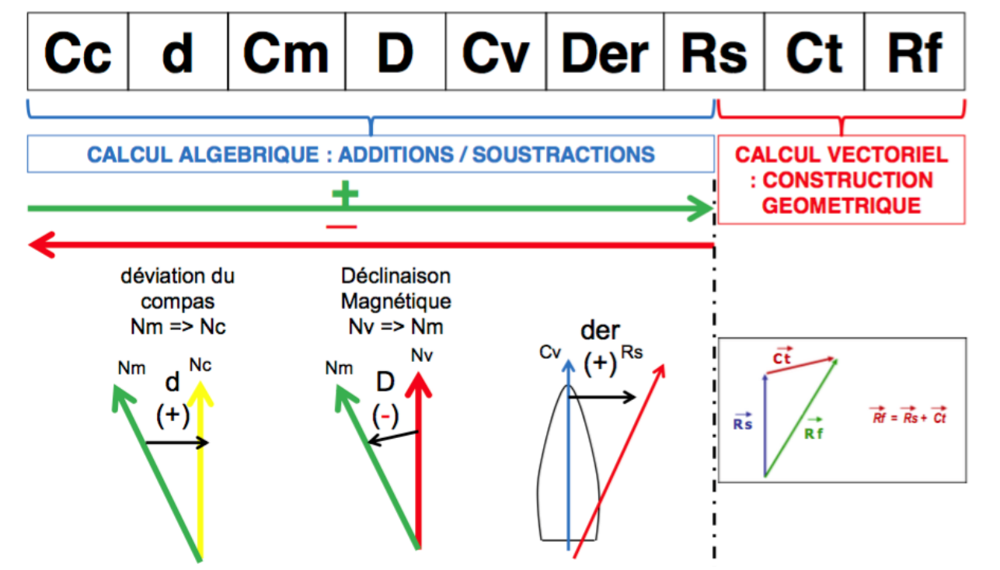 Cc d Cm D Cv Der Rs Ct Rf
CALCUL ALGEBRIQUE : ADDITIONS / SOUSTRACTIONS
CALCUL VECTORIEL
: CONSTRUCTION
GEOMETRIQUE
+
—
déviation du
compas
Nm => Nc
Nm
Nc
d
(+)
Déclinaison
Magnétique
Nv => Nm
Nm
Nv
D
(-)
der
(+)
Cv
Rs
Ct
Rs
Rf
Rf = Rs + Ct